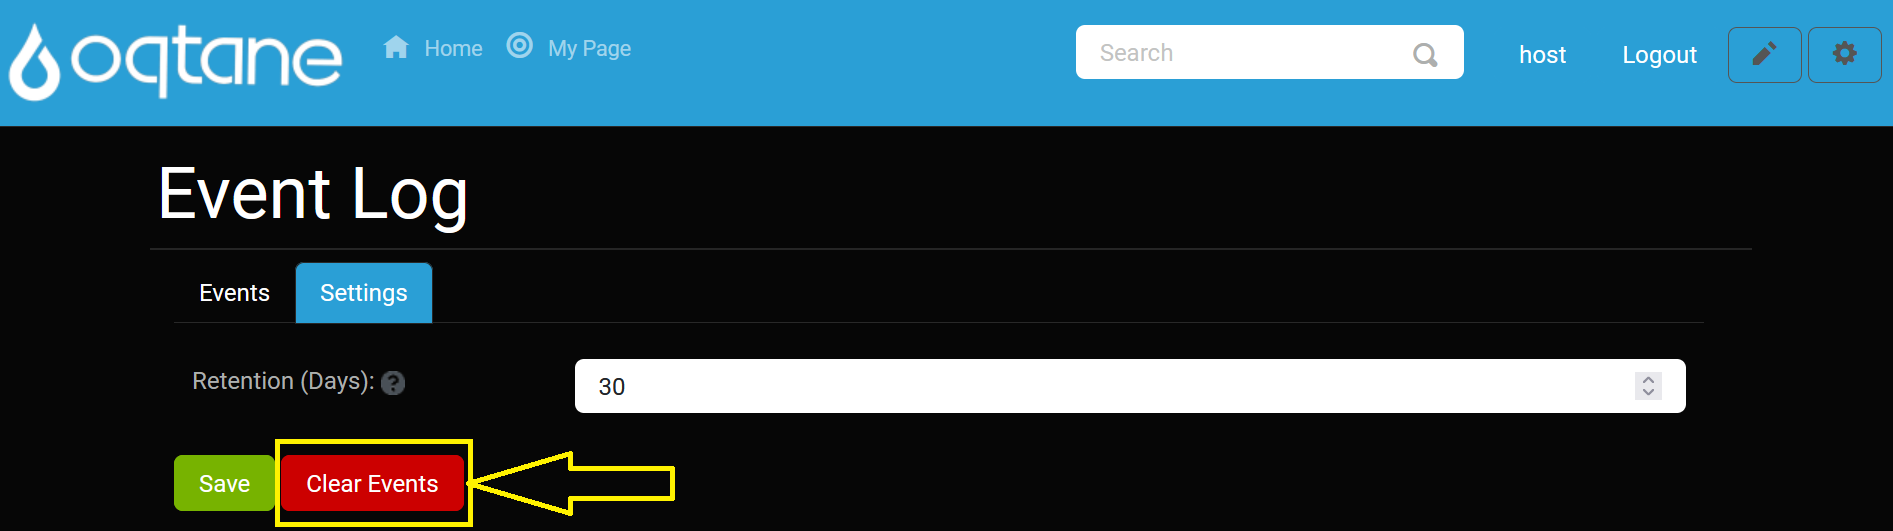 oqtane
Home
My Page
Search
host
Logout
Event Log
Events
Settings
Retention (Days): ?
30
Save
Clear Events